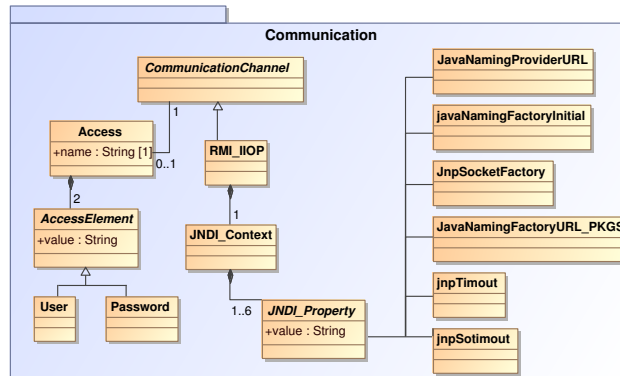 Communication
CommunicationChannel
1
Access
+name : String [1]
0..1
2
AccessElement
+value : String
User
Password
RMI_IIOP
1
JNDI_Context
1..6
JNDI_Property
+value : String
JavaNamingProviderURL
javaNamingFactoryInitial
JnpSocketFactory
JavaNamingFactoryURL_PKGS
jnpTimout
jnpSotimout